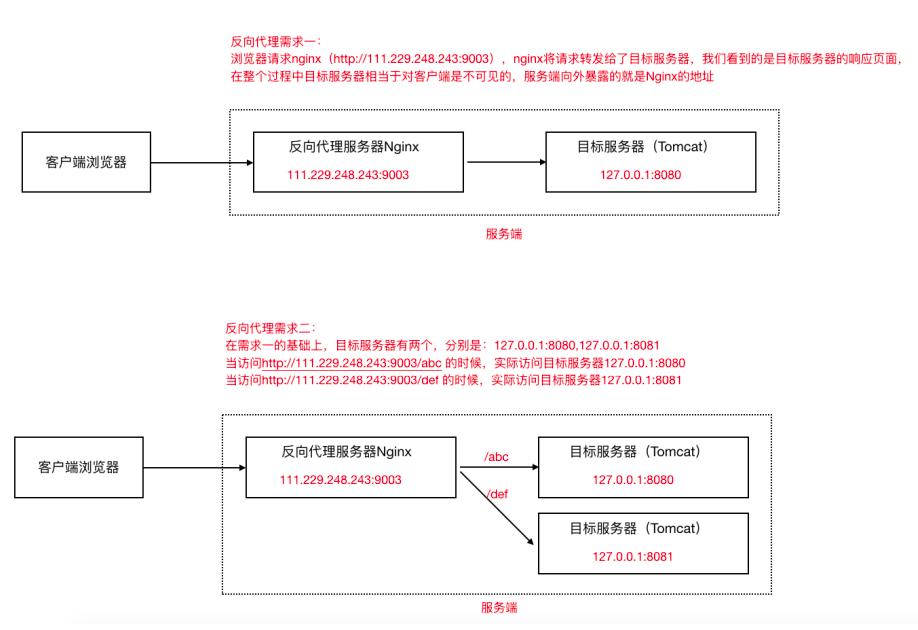 反向代理需求一：
浏览器请求nginx（http://111.229.248.243:9003），nginx将请求转发给了目标服务器，我们看到的是目标服务器的响应页面，
在整个过程中目标服务器相当于对客户端是不可见的，服务端向外暴露的就是Nginx的地址
客户端浏览器
反向代理服务器Nginx
111.229.248.243:9003
目标服务器（Tomcat）
127.0.0.1:8080
服务端
反向代理需求二：
在需求一的基础上，目标服务器有两个，分别是：127.0.0.1:8080,127.0.0.1:8081
当访问http://111.229.248.243:9003/abc 的时候，实际访问目标服务器127.0.0.1:8080
当访问http://111.229.248.243:9003/def 的时候，实际访问目标服务器127.0.0.1:8081
客户端浏览器
反向代理服务器Nginx
111.229.248.243:9003
/abc
/def
目标服务器（Tomcat）
127.0.0.1:8080
目标服务器（Tomcat）
127.0.0.1:8081
服务端